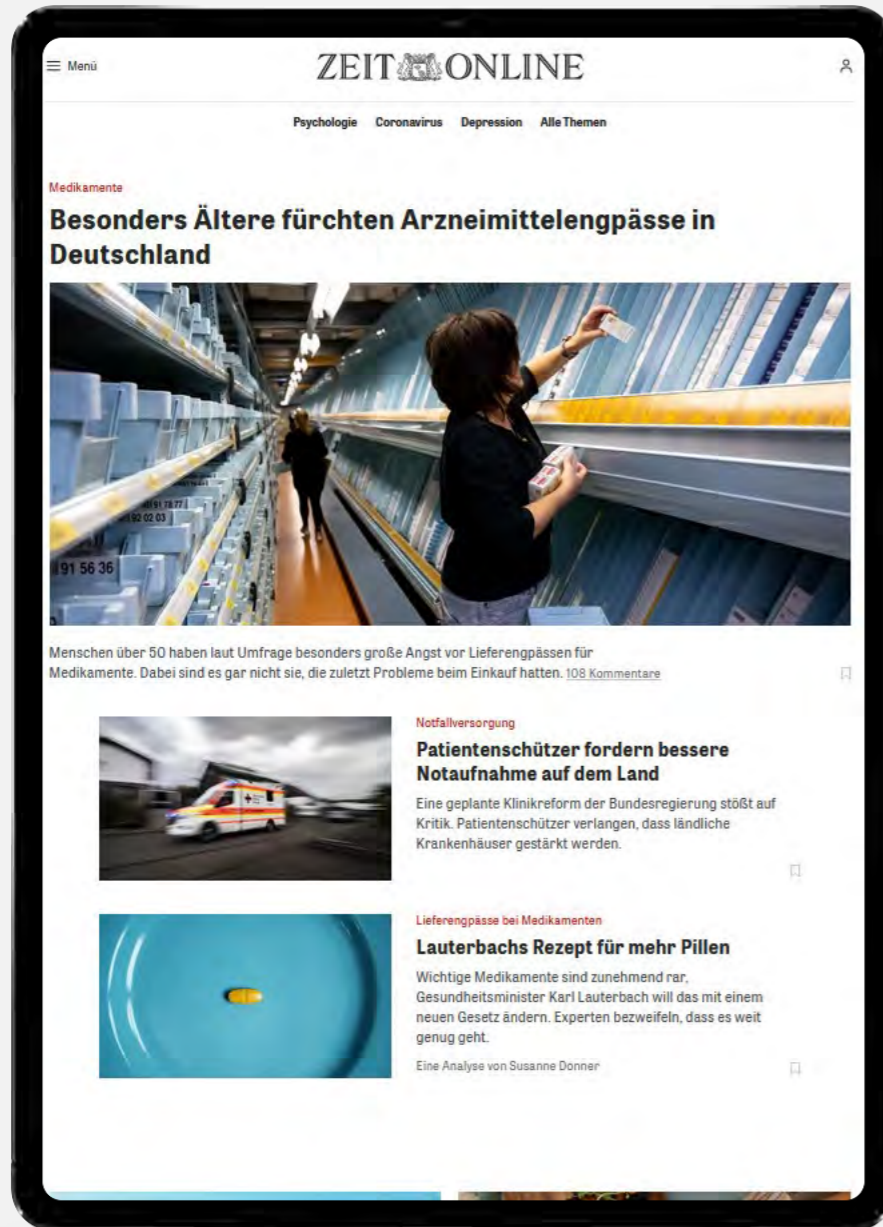 Menü
ZEIT ONLINE
Psychologie Coronavirus Depression Alle Themen
Medikamente
Besonders Ältere fürchten Arzneimittelengpässe in
Deutschland
91 56 36
Menschen über 50 haben laut Umfrage besonders große Angst vor Lieferengpässen für
Medikamente. Dabei sind es gar nicht sie, die zuletzt Probleme beim Einkauf hatten. 108 Kommentare
Notfallversorgung
Patientenschützer fordern bessere
Notaufnahme auf dem Land
Eine geplante Klinikreform der Bundesregierung stößt auf
Kritik. Patientenschützer verlangen, dass ländliche
Krankenhäuser gestärkt werden.
Lieferengpässe bei Medikamenten
Lauterbachs Rezept für mehr Pillen
Wichtige Medikamente sind zunehmend rar,
Gesundheitsminister Karl Lauterbach will das mit einem
neuen Gesetz ändern. Experten bezweifeln, dass es weit
genug geht.
Eine Analyse von Susanne Donner